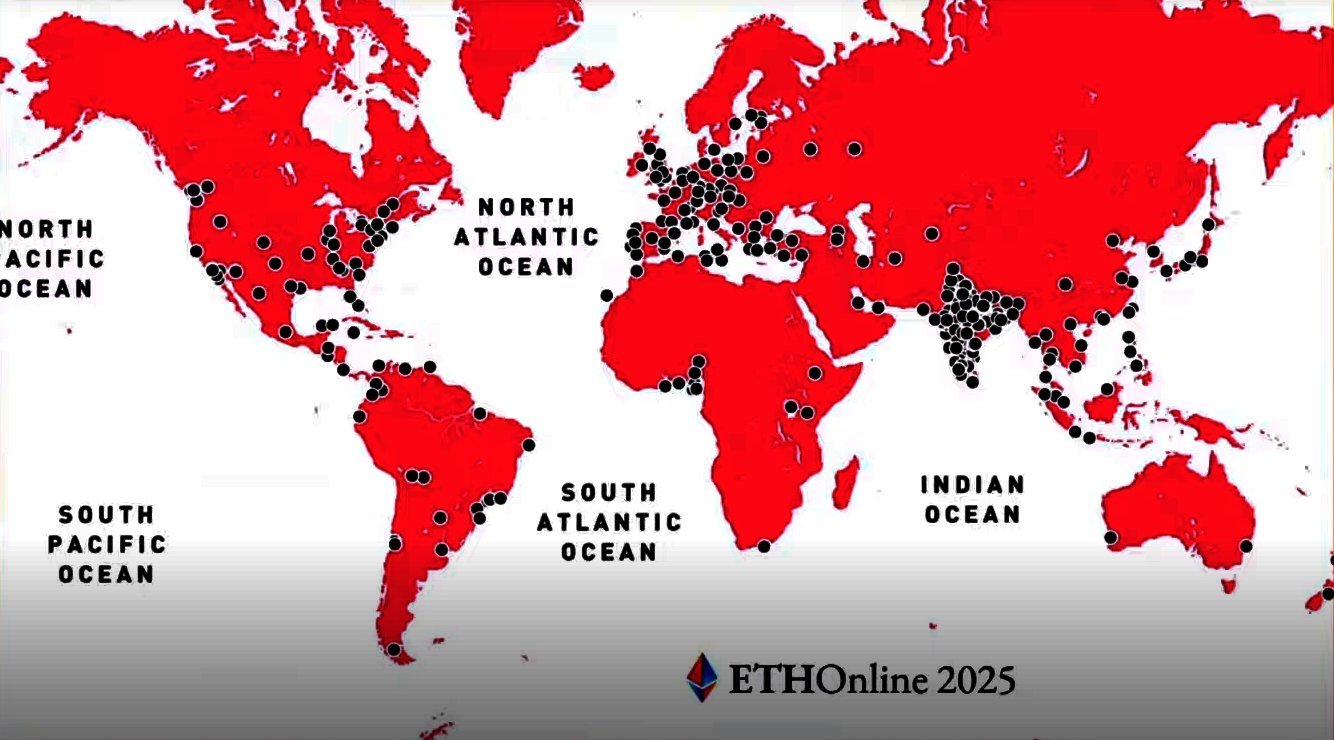 NORTH
ATLANTIC
OCEAN
NORTH
ACIFIC
OCEAN
INDIAN
OCEAN
SOUTH
ATLANTIC
OCEAN
SOUTH
PACIFIC
OCEAN
ETHOnline 2025